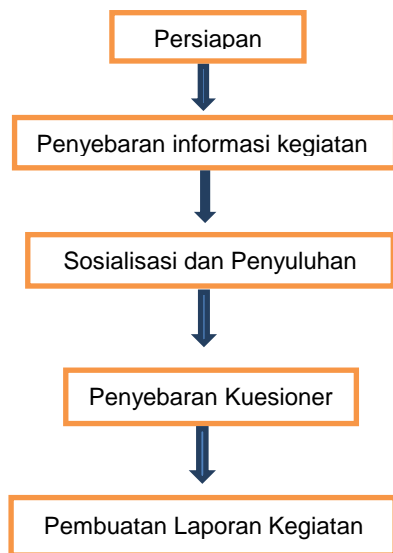 Persiapan
Penyebaran informasi kegiatan
Sosialisasi dan Penyuluhan
Penyebaran Kuesioner
Pembuatan Laporan Kegiatan